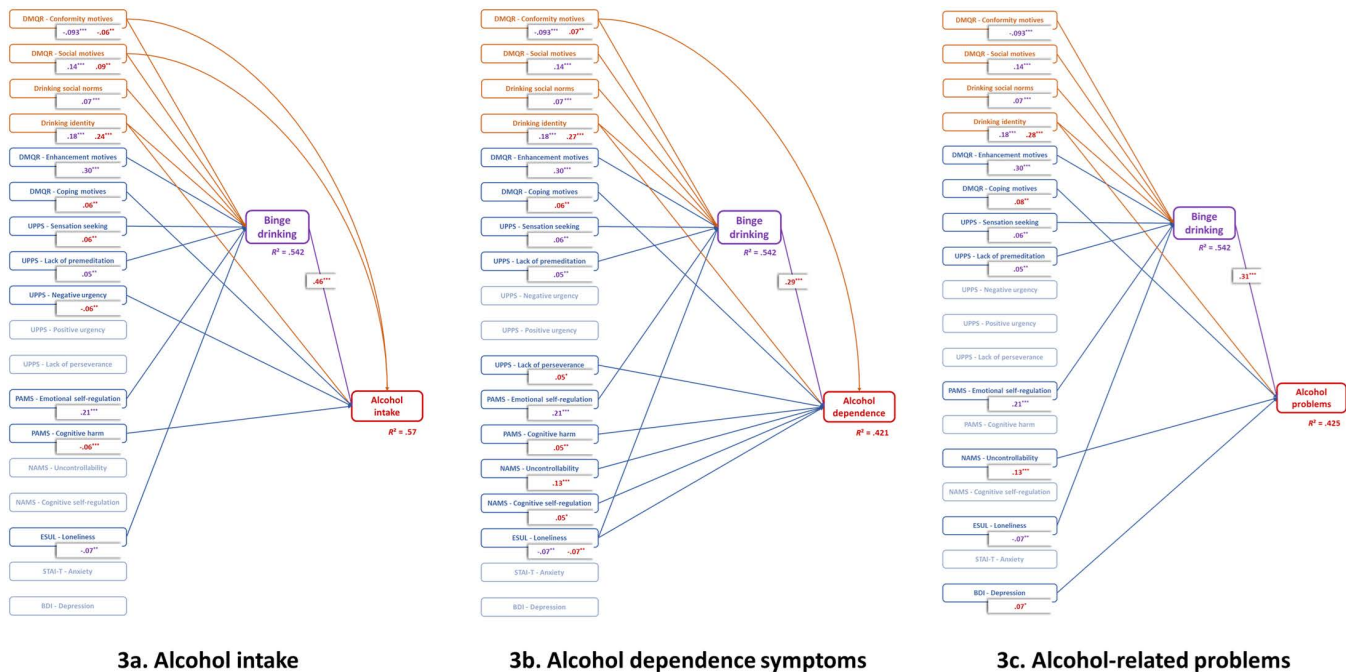 DMQR - Conformity motives
-.093*** -.06**
DMQR - Social motives
.14*** .09**
Drinking social norms
.07***
Drinking identity
.18*** .24***
DMQR - Enhancement motives
.30***
DMQR - Coping motives
.06**
UPPS - Sensation seeking
.06**
UPPS - Lack of premeditation
.05**
UPPS - Negative urgency
-.06**
UPPS - Positive urgency
UPPS - Lack of perseverance
PAMS - Emotional self-regulation
.21***
PAMS - Cognitive harm
-.06***
NAMS - Uncontrollability
NAMS - Cognitive self-regulation
ESUL - Loneliness
-.07**
STAI-T - Anxiety
BDI - Depression
Binge
drinking
R² = .542
.46***
Alcohol
intake
R² = .57
3a. Alcohol intake
DMQR - Conformity motives
-.093*** .07**
DMQR - Social motives
.14***
Drinking social norms
.07***
Drinking identity
.18*** .27***
DMQR - Enhancement motives
.30***
DMQR - Coping motives
.06**
UPPS - Sensation seeking
.06**
UPPS - Lack of premeditation
.05**
UPPS - Negative urgency
UPPS - Positive urgency
UPPS - Lack of perseverance
.05*
PAMS - Emotional self-regulation
.21***
PAMS - Cognitive harm
.05**
NAMS - Uncontrollability
.13***
NAMS - Cognitive self-regulation
.05*
ESUL - Loneliness
-.07** -.07**
STAI-T - Anxiety
BDI - Depression
Binge
drinking
R² = .542
.29***
Alcohol
dependence
R² = .421
3b. Alcohol dependence symptoms
DMQR - Conformity motives
-.093***
DMQR - Social motives
.14***
Drinking social norms
.07***
Drinking identity
.18*** .28***
DMQR - Enhancement motives
.30***
DMQR - Coping motives
.08**
UPPS - Sensation seeking
.06**
UPPS - Lack of premeditation
.05**
UPPS - Negative urgency
UPPS - Positive urgency
UPPS - Lack of perseverance
PAMS - Emotional self-regulation
.21***
PAMS - Cognitive harm
NAMS - Uncontrollability
.13***
NAMS - Cognitive self-regulation
ESUL - Loneliness
-.07**
STAI-T - Anxiety
BDI - Depression
.07*
Binge
drinking
R² = .542
.31***
Alcohol
problems
R² = .425
3c. Alcohol-related problems